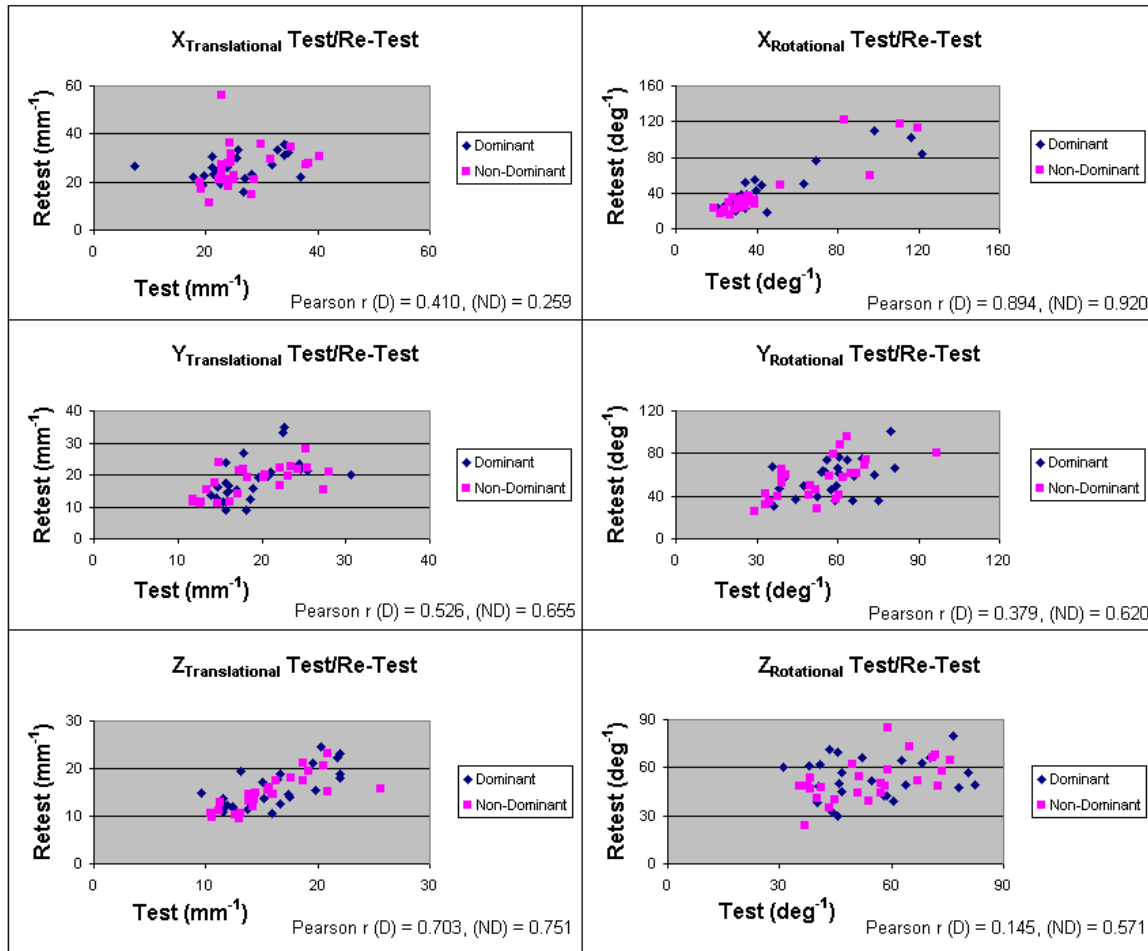 X_Translational Test/Re-Test
60
40
20
0
0 20 40 60
Retest (mm⁻¹)
Test (mm⁻¹)
Dominant
Non-Dominant
Pearson r (D) = 0.410, (ND) = 0.259
X_Rotational Test/Re-Test
160
120
80
40
0
0 40 80 120 160
Retest (deg⁻¹)
Test (deg⁻¹)
Dominant
Non-Dominant
Pearson r (D) = 0.894, (ND) = 0.920
Y_Translational Test/Re-Test
40
30
20
10
0
0 10 20 30 40
Retest (mm⁻¹)
Test (mm⁻¹)
Dominant
Non-Dominant
Pearson r (D) = 0.526, (ND) = 0.655
Y_Rotational Test/Re-Test
120
80
40
0
0 30 60 90 120
Retest (deg⁻¹)
Test (deg⁻¹)
Dominant
Non-Dominant
Pearson r (D) = 0.379, (ND) = 0.620
Z_Translational Test/Re-Test
30
20
10
0
0 10 20 30
Retest (mm⁻¹)
Test (mm⁻¹)
Dominant
Non-Dominant
Pearson r (D) = 0.703, (ND) = 0.751
Z_Rotational Test/Re-Test
90
60
30
0
0 30 60 90
Retest (deg⁻¹)
Test (deg⁻¹)
Dominant
Non-Dominant
Pearson r (D) = 0.145, (ND) = 0.571